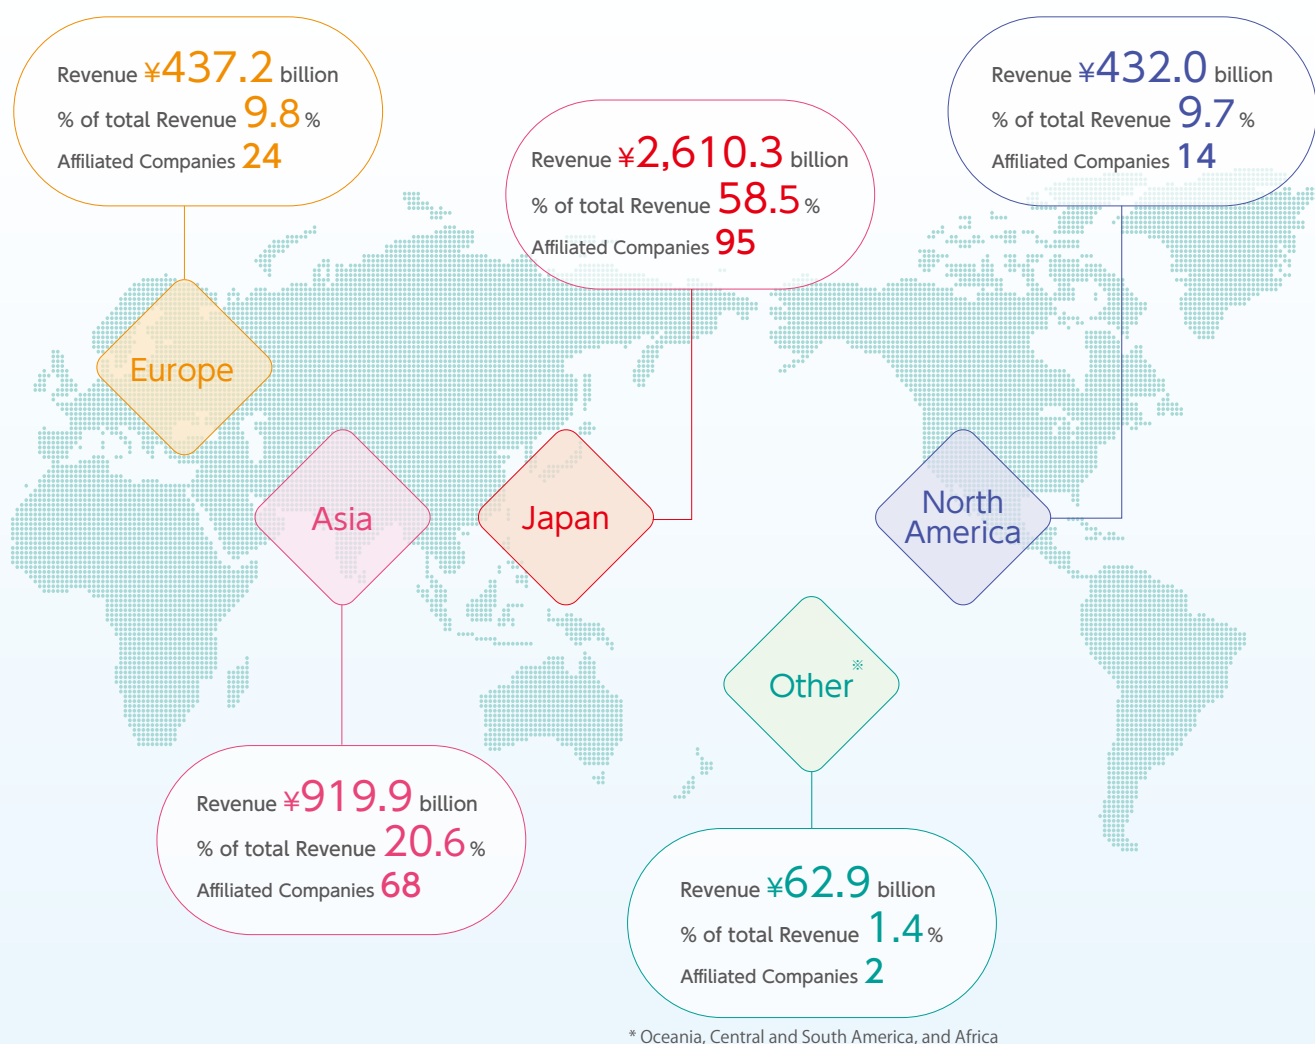 Revenue ¥437.2 billion
% of total Revenue 9.8 %
Affiliated Companies 24
Revenue ¥2,610.3 billion
% of total Revenue 58.5 %
Affiliated Companies 95
Revenue ¥432.0 billion
% of total Revenue 9.7 %
Affiliated Companies 14
Europe
Asia
Japan
North
America
Other※
Revenue ¥919.9 billion
% of total Revenue 20.6 %
Affiliated Companies 68
Revenue ¥62.9 billion
% of total Revenue 1.4 %
Affiliated Companies 2
* Oceania, Central and South America, and Africa